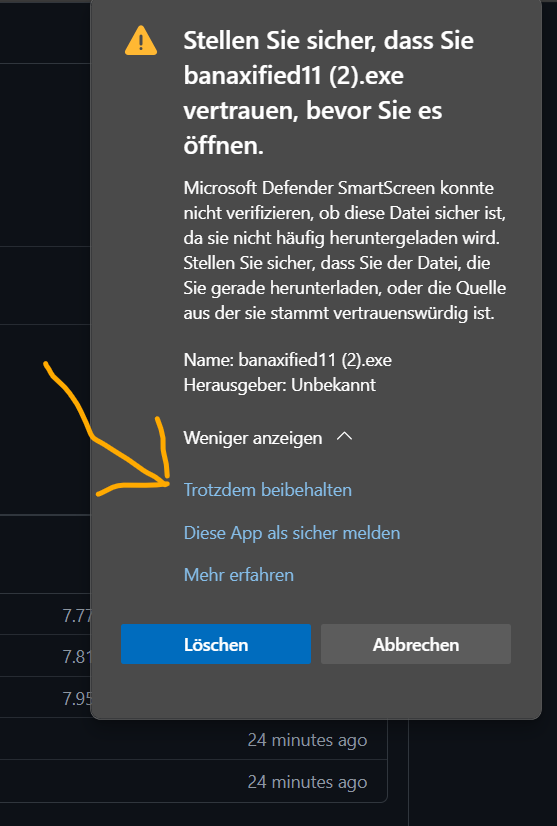 Stellen Sie sicher, dass Sie
banaxified11 (2).exe
vertrauen, bevor Sie es
öffnen.
Microsoft Defender SmartScreen konnte
nicht verifizieren, ob diese Datei sicher ist,
da sie nicht häufig heruntergeladen wird.
Stellen Sie sicher, dass Sie der Datei, die
Sie gerade herunterladen, oder die Quelle
aus der sie stammt vertrauenswürdig ist.
Name: banaxified11 (2).exe
Herausgeber: Unbekannt
Weniger anzeigen
Trotzdem beibehalten
Diese App als sicher melden
Mehr erfahren
7.77
7.81
7.95
Löschen
Abbrechen
24 minutes ago
24 minutes ago